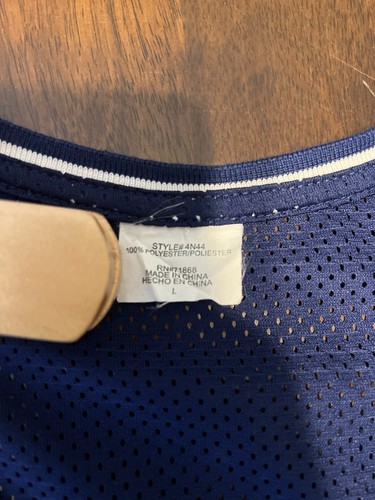 STYLE# 4N44
100% POLYESTER/POLIESTER
RN#71868
MADE IN CHINA
HECHO EN CHINA
L